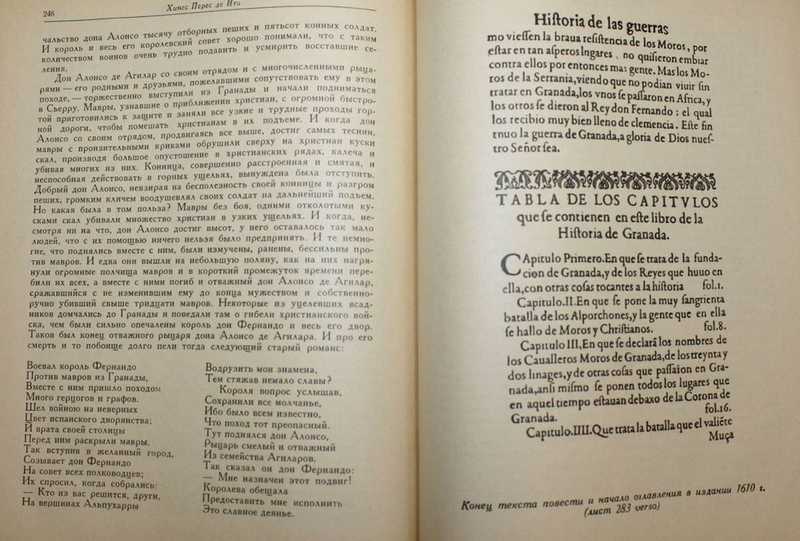 246
Хинес Перес де Ита
чальство дона Алонсо тысячу отборных пеших и пятьсот конных солдат.
И король и весь его королевский совет хорошо понимали, что с таким
количеством воинов очень трудно подавить и усмирить восставшие се-
ления.
Дон Алонсо де Агилар со своим отрядом и с многочисленными рыца-
рями — его родными и друзьями, пожелавшими сопутствовать ему в этом
походе, — торжественно выступили из Гранады и начали подниматься
в Сьерру. Мавры, узнавшие о приближении христиан, с огромной быстро-
той приготовились к защите и заняли все узкие и трудные проходы гор-
ной дороги, чтобы помешать христианам в их подъеме. И когда дон
Алонсо со своим отрядом, продвигаясь все выше, достиг самых теснин,
мавры с пронзительными криками обрушили сверху на христиан куски
скал, производя большое опустошение в христианских рядах, калеча и
убивая многих из них. Конница, совершенно расстроенная и смятая, и
неспособная действовать в горных ущельях, вынуждена была отступить.
Добрый дон Алонсо, невзирая на бесполезность своей конницы и разгром
пеших, громким кличем воодушевлял своих солдат на дальнейший подъем.
Но какая была в том польза? Мавры без боя, одними отколотыми ку-
сками скал убивали множество христиан в узких ущельях. И когда, не-
смотря ни на что, дон Алонсо достиг высот, у него оставалось так мало
людей, что с их помощью ничего нельзя было предпринять. И те немно-
гие, что поднялись вместе с ним, были измучены, ранены, бессильны про-
тив мавров. И едва они вышли на небольшую поляну, как на них нагря-
нули огромные полчища мавров и в короткий промежуток времени пере-
били их всех, а вместе с ними погиб и отважный дон Алонсо де Агилар,
сражавшийся с не изменившим ему до конца мужеством и собственно-
ручно убивший свыше тридцати мавров. Некоторые из уцелевших всад-
ников домчались до Гранады и поведали там о гибели христианского вой-
ска, чем были сильно опечалены король дон Фернандо и весь его двор.
Таков был конец отважного рыцаря дона Алонсо де Агилара. И про его
смерть и то побоище долго пели тогда следующий старый романс:
Воевал король Фернандо
Против мавров из Гранады,
Вместе с ним пришло походом
Много герцогов и графов.
Шел войною на неверных
Цвет испанского дворянства;
И врата своей столицы
Перед ним раскрыли мавры.
Так вступив в желанный город,
Созывает дон Фернандо
На совет всех полководцев;
Их спросил, когда собрались:
— Кто из вас решится, други,
На вершинах Альпухарры
Водрузить мои знамена,
Тем стяжав немало славы?
Короля вопрос услышав,
Сохранили все молчанье,
Ибо было всем известно,
Что поход тот преопасный.
Тут поднялся дон Алонсо,
Рыцарь смелый и отважный
Из семейства Агиларов.
Так сказал он дон Фернандо:
— Мне назначен этот подвиг!
Королева обещала
Предоставить мне исполнить
Это славное деянье.
Hiſtoria de las guerras
mo vieſſen la braua reſiſtencia de los Moros, por
eſtar en tan aſperos lngares, no quiſieron embiar
contra ellos por entonces mas gente. Mas los Mo-
ros de la Serrania, viendo que no podian viuir ſin
tratar en Granada, los vnos ſe paſſaron en Africa, y
los otros ſe dieron al Rey don Fernando: el qual
los recibio muy bien lleno de clemencia. Eſte fin
tuuo la guerra de Granada, a gloria de Dios nueſ-
tro Señor ſea.
TABLA DE LOS CAPITVLOS
que ſe contienen en eſte libro de la
Hiſtoria de Granada.
CApitulo Primero. En que ſe trata de la funda-
cion de Granada, y de los Reyes que huuo en
ella, con otras coſas tocantes a la hiſtoria fol.1.
Capitulo.II. En que ſe pone la muy ſangrienta
batalla de los Alporchones, y la gente que en ella
ſe hallo de Moros y Chriſtianos. fol.8.
Capitulo III, En que ſe declarâ los nombres de
los Caualleros Moros de Granada, de los treynta y
dos linages, y de otras coſas que paſſaron en Gra-
nada, anſi miſmo ſe ponen todos los lugares que
en aquel tiempo eſtauan debaxo de la Corona de
Granada. fol.16.
Capitulo.IIII. Que trata la batalla que el valiête
Muça
Конец текста повести и начало оглавления в издании 1610 г.
(лист 283 verso)